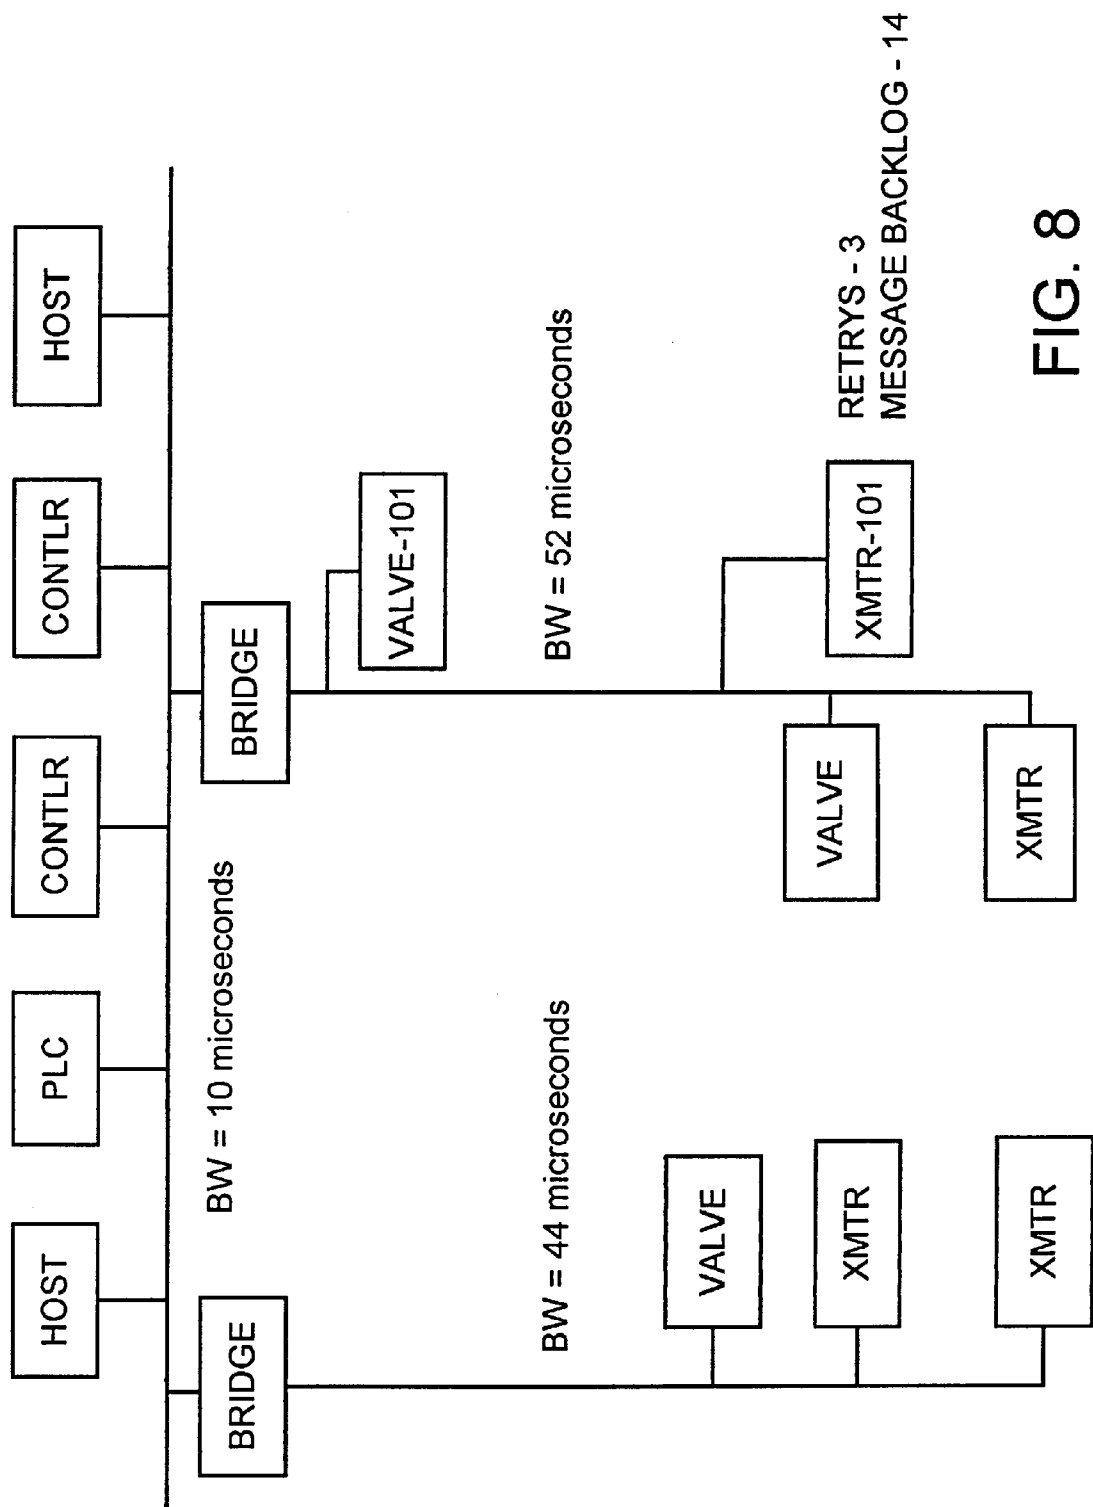 HOST
PLC
CONTLR
CONTLR
HOST
BRIDGE
BW = 10 microseconds
BRIDGE
VALVE-101
BW = 44 microseconds
BW = 52 microseconds
VALVE
XMTR
VALVE
XMTR-101
RETRYS - 3
MESSAGE BACKLOG - 14
XMTR
XMTR
FIG. 8